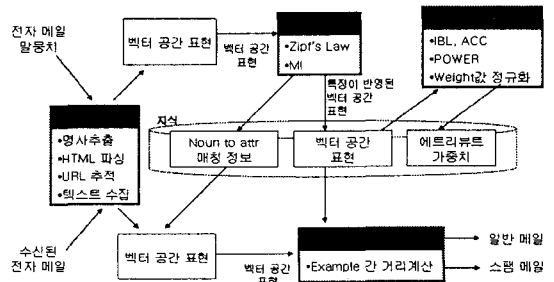 전자 메일
말뭉치
벡터 공간 표현
벡터 공간
표현
•Zipf's Law
•MI
•IBL, ACC
•POWER
•Weight값 정규화
특징이 반영된
벡터 공간
표현
지식
•명사추출
•HTML 파싱
•URL 추적
•텍스트 수집
Noun to attr
매칭 정보
벡터 공간
표현
에트리뷰트
가중치
수신된
전자 메일
벡터 공간 표현
벡터 공간
표현
•Example 간 거리계산
일반 메일
스팸 메일